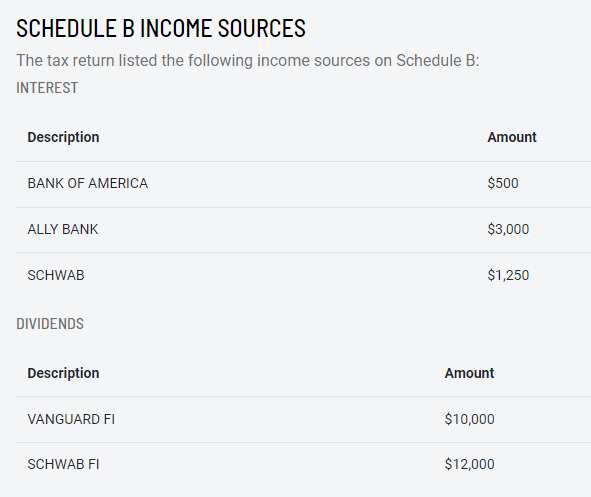 SCHEDULE B INCOME SOURCES
The tax return listed the following income sources on Schedule B:
INTEREST
Description Amount
BANK OF AMERICA $500
ALLY BANK $3,000
SCHWAB $1,250
DIVIDENDS
Description Amount
VANGUARD FI $10,000
SCHWAB FI $12,000